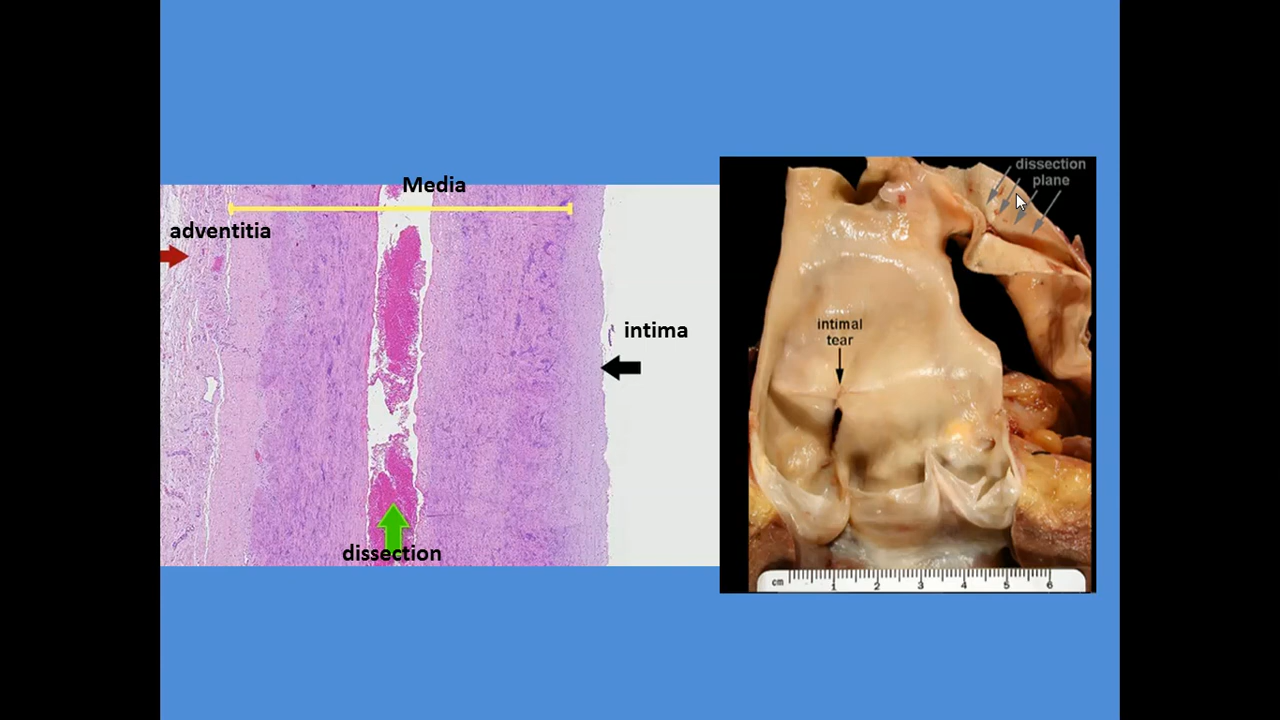 Media
adventitia
intima
dissection
dissection
plane
intimal
tear
cm 1 2 3 4 5 6